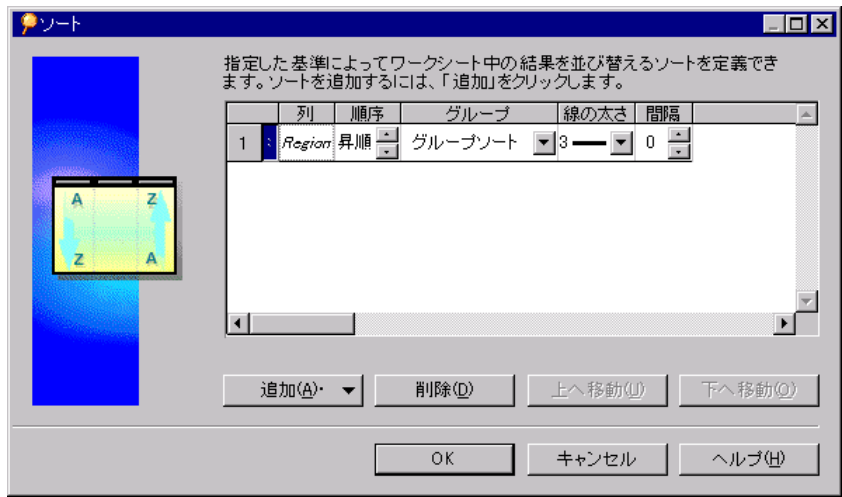 ソート
指定した基準によってワークシート中の結果を並び替えるソートを定義でき
ます。ソートを追加するには、「追加」をクリックします。
列 順序 グループ 線の太さ 間隔
1 Region 昇順 グループソート 3 0
A Z
Z A
追加(A)・ 削除(D) 上へ移動(U) 下へ移動(O)
OK キャンセル ヘルプ(H)